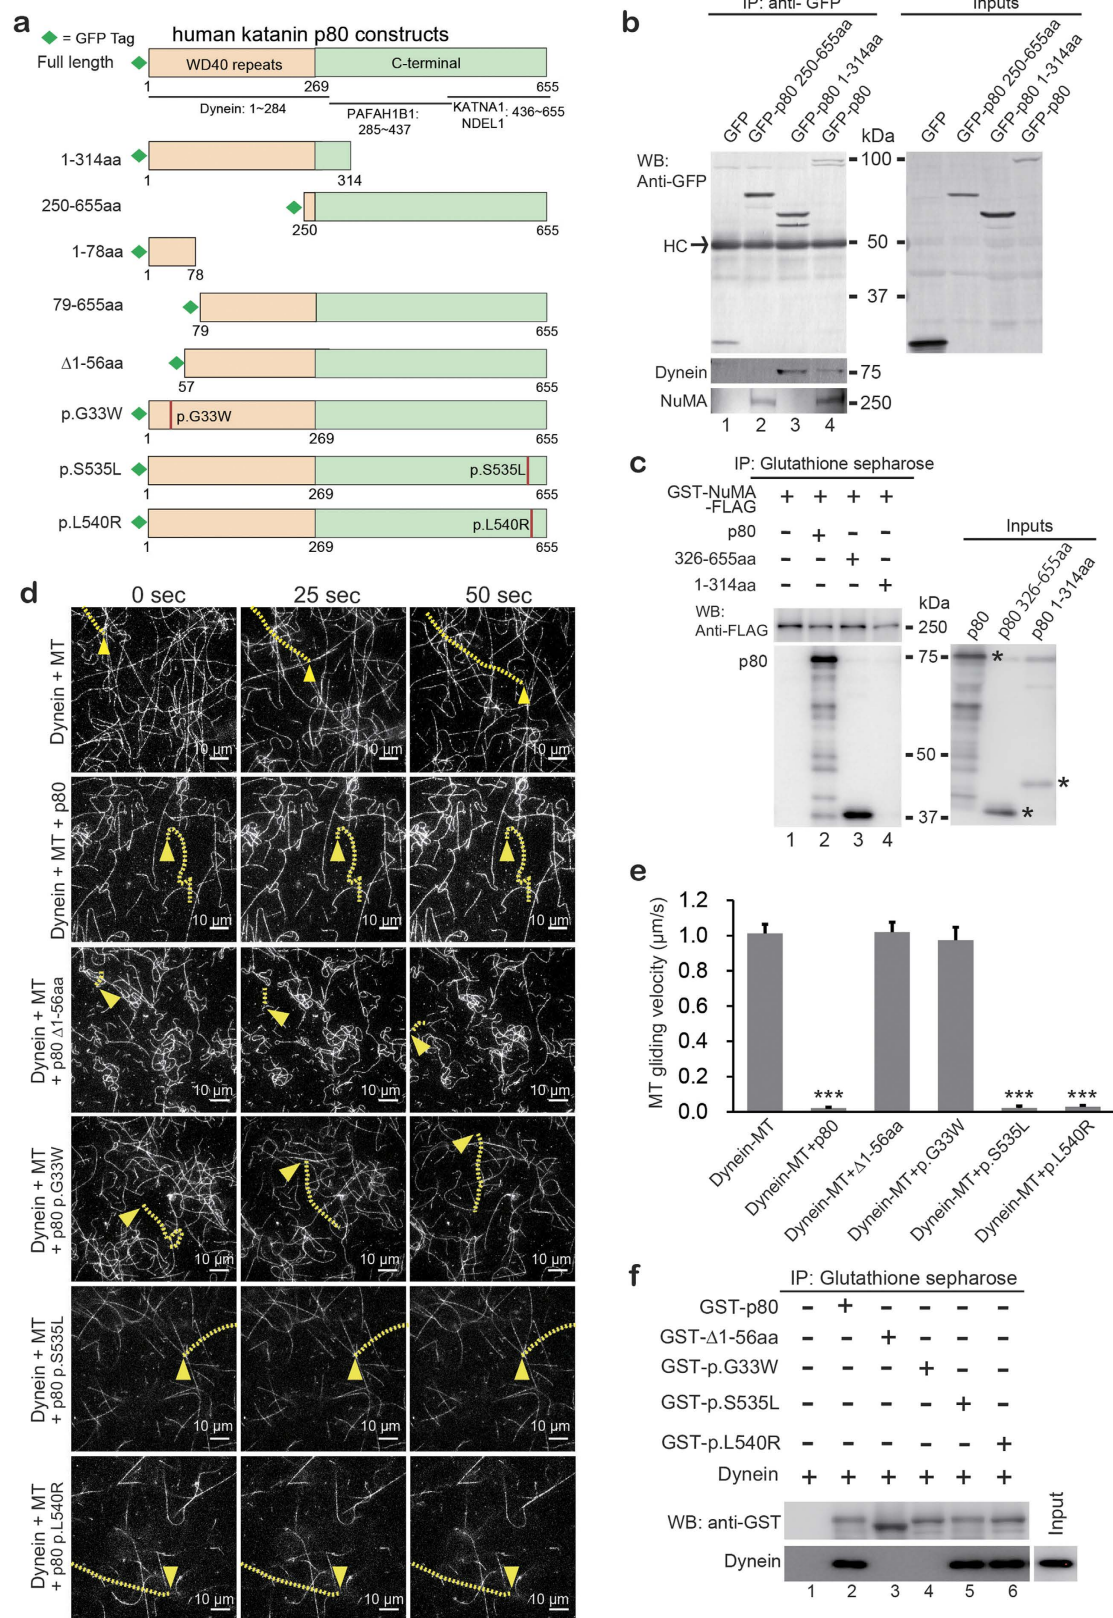 a
= GFP Tag
human katanin p80 constructs
Full length
WD40 repeats
C-terminal
1
269
655
Dynein: 1~284
PAFAH1B1:
285~437
KATNA1
NDEL1
: 436~655
1-314aa
1
314
250-655aa
250
655
1-78aa
1
78
79-655aa
79
655
Δ1-56aa
57
655
p.G33W
p.G33W
1
269
655
p.S535L
p.S535L
1
269
655
p.L540R
p.L540R
1
269
655
b
IP: anti- GFP
Inputs
GFP
GFP-p80 250-655aa
GFP-p80 1-314aa
GFP-p80
kDa
GFP
GFP-p80 250-655aa
GFP-p80 1-314aa
GFP-p80
WB:
Anti-GFP
100
HC
50
37
Dynein
75
NuMA
250
1 2 3 4
c
IP: Glutathione sepharose
GST-NuMA
-FLAG
+ + + +
p80
- + - -
326-655aa
- - + -
1-314aa
- - - +
Inputs
WB:
Anti-FLAG
kDa
250
p80
p80 326-655aa
p80 1-314aa
p80
75
*
50
*
37
*
1 2 3 4
d
0 sec
25 sec
50 sec
Dynein + MT
10 µm
10 µm
10 µm
Dynein + MT + p80
10 µm
10 µm
10 µm
Dynein + MT
+ p80 Δ1-56aa
10 µm
10 µm
10 µm
Dynein + MT
+ p80 p.G33W
10 µm
10 µm
10 µm
Dynein + MT
+ p80 p.S535L
10 µm
10 µm
10 µm
Dynein + MT
+ p80 p.L540R
10 µm
10 µm
10 µm
e
MT gliding velocity (µm/s)
1.2
1.0
0.8
0.6
0.4
0.2
0.0
***
***
***
Dynein-MT
Dynein-MT+p80
Dynein-MT+Δ1-56aa
Dynein-MT+p.G33W
Dynein-MT+p.S535L
Dynein-MT+p.L540R
f
IP: Glutathione sepharose
GST-p80 - + - - - -
GST-Δ1-56aa - - + - - -
GST-p.G33W - - - + - -
GST-p.S535L - - - - + -
GST-p.L540R - - - - - +
Dynein + + + + + +
WB: anti-GST
Input
Dynein
1 2 3 4 5 6